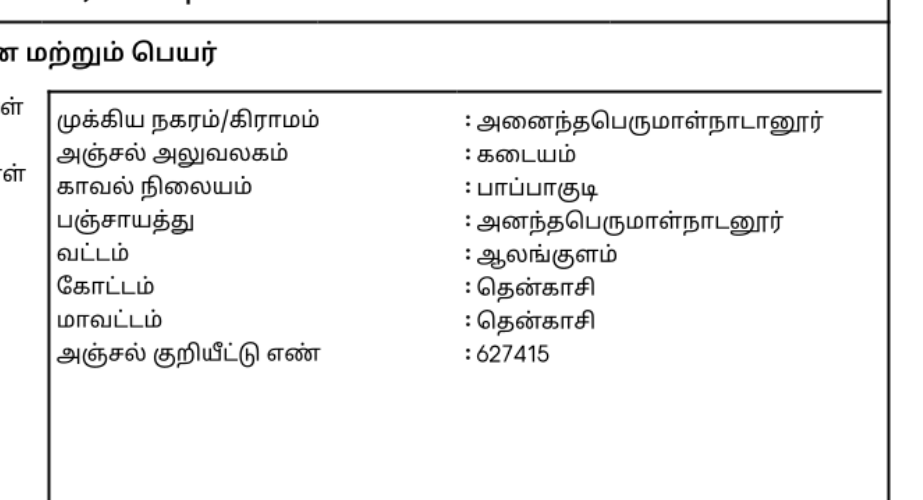 மற்றும் பெயர்
முக்கிய நகரம்/கிராமம் : அனைந்தபெருமாள்நாடானூர்
அஞ்சல் அலுவலகம் : கடையம்
காவல் நிலையம் : பாப்பாகுடி
பஞ்சாயத்து : அனந்தபெருமாள்நாடனூர்
வட்டம் : ஆலங்குளம்
கோட்டம் : தென்காசி
மாவட்டம் : தென்காசி
அஞ்சல் குறியீட்டு எண் : 627415